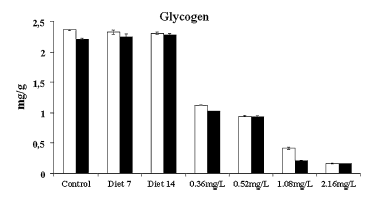 Glycogen
2,5
2
1,5
1
0,5
0
mg/g
Control Diet 7 Diet 14 0.36mg/L 0.52mg/L 1.08mg/L 2.16mg/L